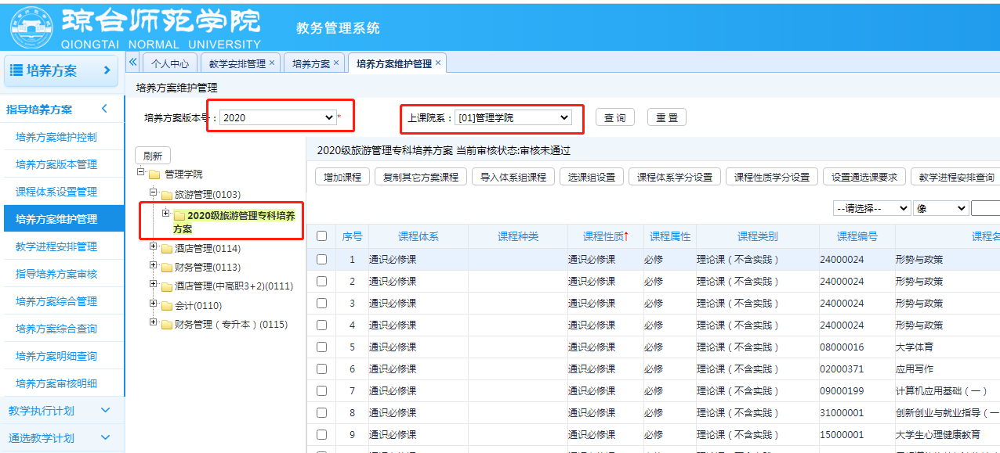 琼台师范学院
QIONGTAI NORMAL UNIVERSITY
教务管理系统
培养方案
个人中心 教学安排管理 × 培养方案 × 培养方案维护管理 ×
培养方案维护管理
指导培养方案
培养方案维护控制
培养方案版本管理
课程体系设置管理
培养方案维护管理
教学进程安排管理
指导培养方案审核
培养方案综合管理
培养方案综合查询
培养方案明细查询
培养方案审核明细
教学执行计划
通选教学计划
培养方案版本号: 2020 * 上课院系: [01]管理学院 查 询 重 置
刷新
管理学院
旅游管理(0103)
2020级旅游管理专科培养
方案
酒店管理(0114)
财务管理(0113)
酒店管理(中高职3+2)(0111)
会计(0110)
财务管理(专升本)(0115)
2020级旅游管理专科培养方案 当前审核状态:审核未通过
增加课程 复制其它方案课程 导入体系组课程 选课组设置 课程体系学分设置 课程性质学分设置 设置通选课要求 教学进程安排查询
--请选择-- 像
序号 课程体系 课程种类 课程性质↑ 课程属性 课程类别 课程编号 课程名
1 通识必修课 通识必修课 必修 理论课(不含实践) 24000024 形势与政策
2 通识必修课 通识必修课 必修 理论课(不含实践) 24000024 形势与政策
3 通识必修课 通识必修课 必修 理论课(不含实践) 24000024 形势与政策
4 通识必修课 通识必修课 必修 理论课(不含实践) 24000024 形势与政策
5 通识必修课 通识必修课 必修 理论课(不含实践) 08000016 大学体育
6 通识必修课 通识必修课 必修 理论课(不含实践) 02000371 应用写作
7 通识必修课 通识必修课 必修 理论课(不含实践) 09000199 计算机应用基础(一)
8 通识必修课 通识必修课 必修 理论课(不含实践) 31000001 创新创业与就业指导(一
9 通识必修课 通识必修课 必修 理论课(不含实践) 15000001 大学生心理健康教育